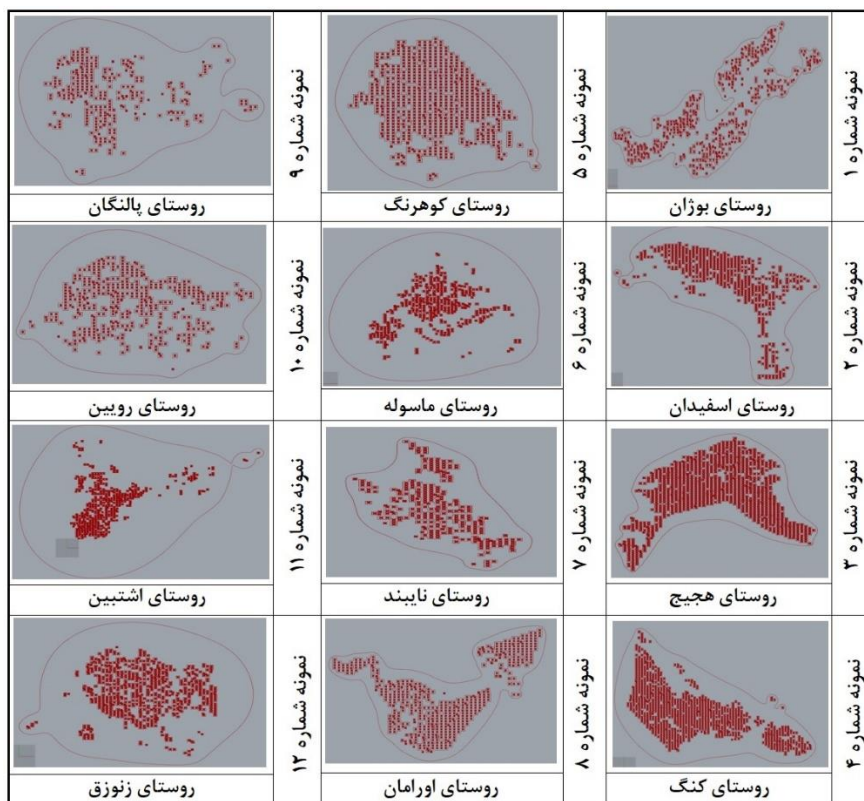 نمونه شماره ۱
روستای بوژان
نمونه شماره ۵
روستای کوهرنگ
نمونه شماره ۹
روستای پالنگان
نمونه شماره ۲
روستای اسفیدان
نمونه شماره ۶
روستای ماسوله
نمونه شماره ۱۰
روستای رویین
نمونه شماره ۳
روستای هجیج
نمونه شماره ۷
روستای نایبند
نمونه شماره ۱۱
روستای اشتبین
نمونه شماره ۴
روستای کنگ
نمونه شماره ۸
روستای اورامان
نمونه شماره ۱۲
روستای زنوزق